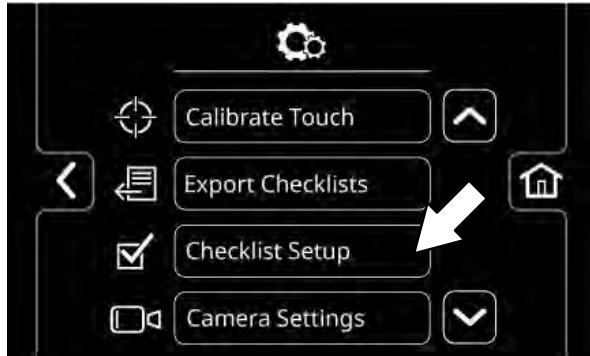 Calibrate Touch
Export Checklists
Checklist Setup
Camera Settings